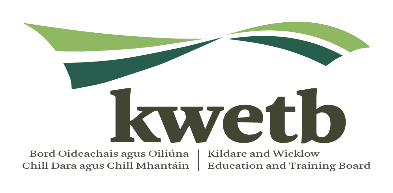 kwetb
Bord Oideachais agus Oiliúna
Chill Dara agus Chill Mhantáin
Kildare and Wicklow
Education and Training Board